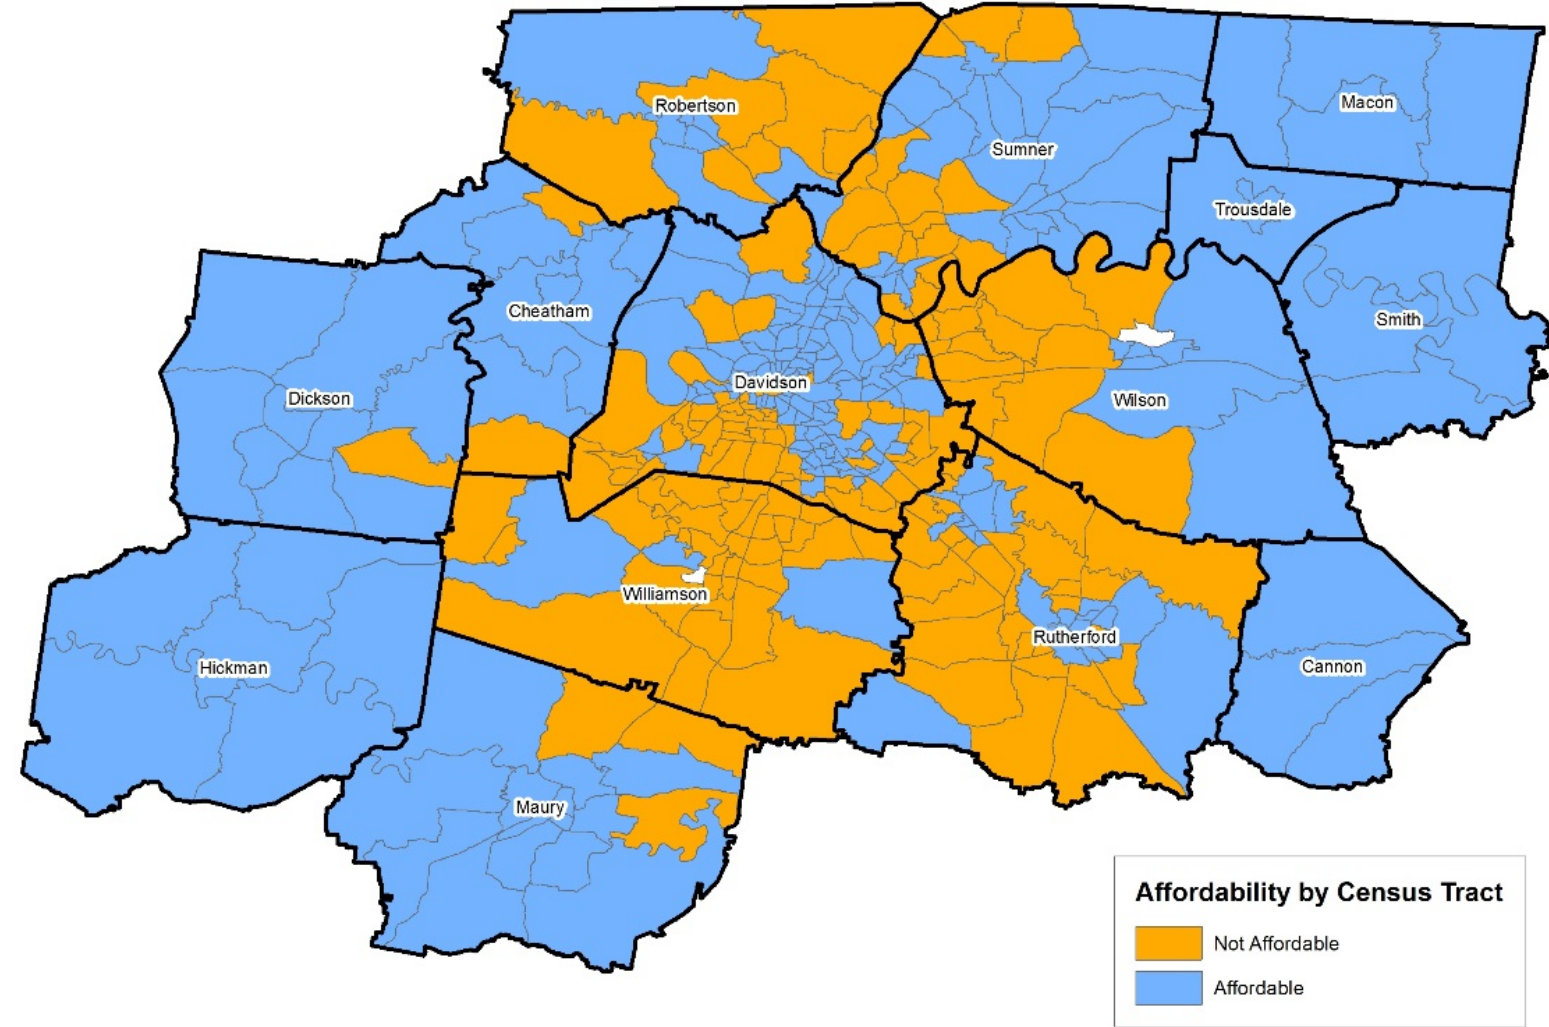 Robertson
Macon
Sumner
Trousdale
Cheatham
Smith
Davidson
Dickson
Wilson
Williamson
Rutherford
Hickman
Cannon
Maury
Affordability by Census Tract
Not Affordable
Affordable